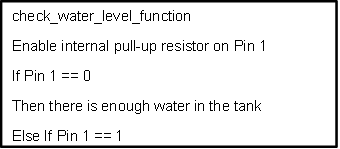 check_water_level_function
Enable internal pull-up resistor on Pin 1
If Pin 1 == 0
Then there is enough water in the tank
Else If Pin 1 == 1